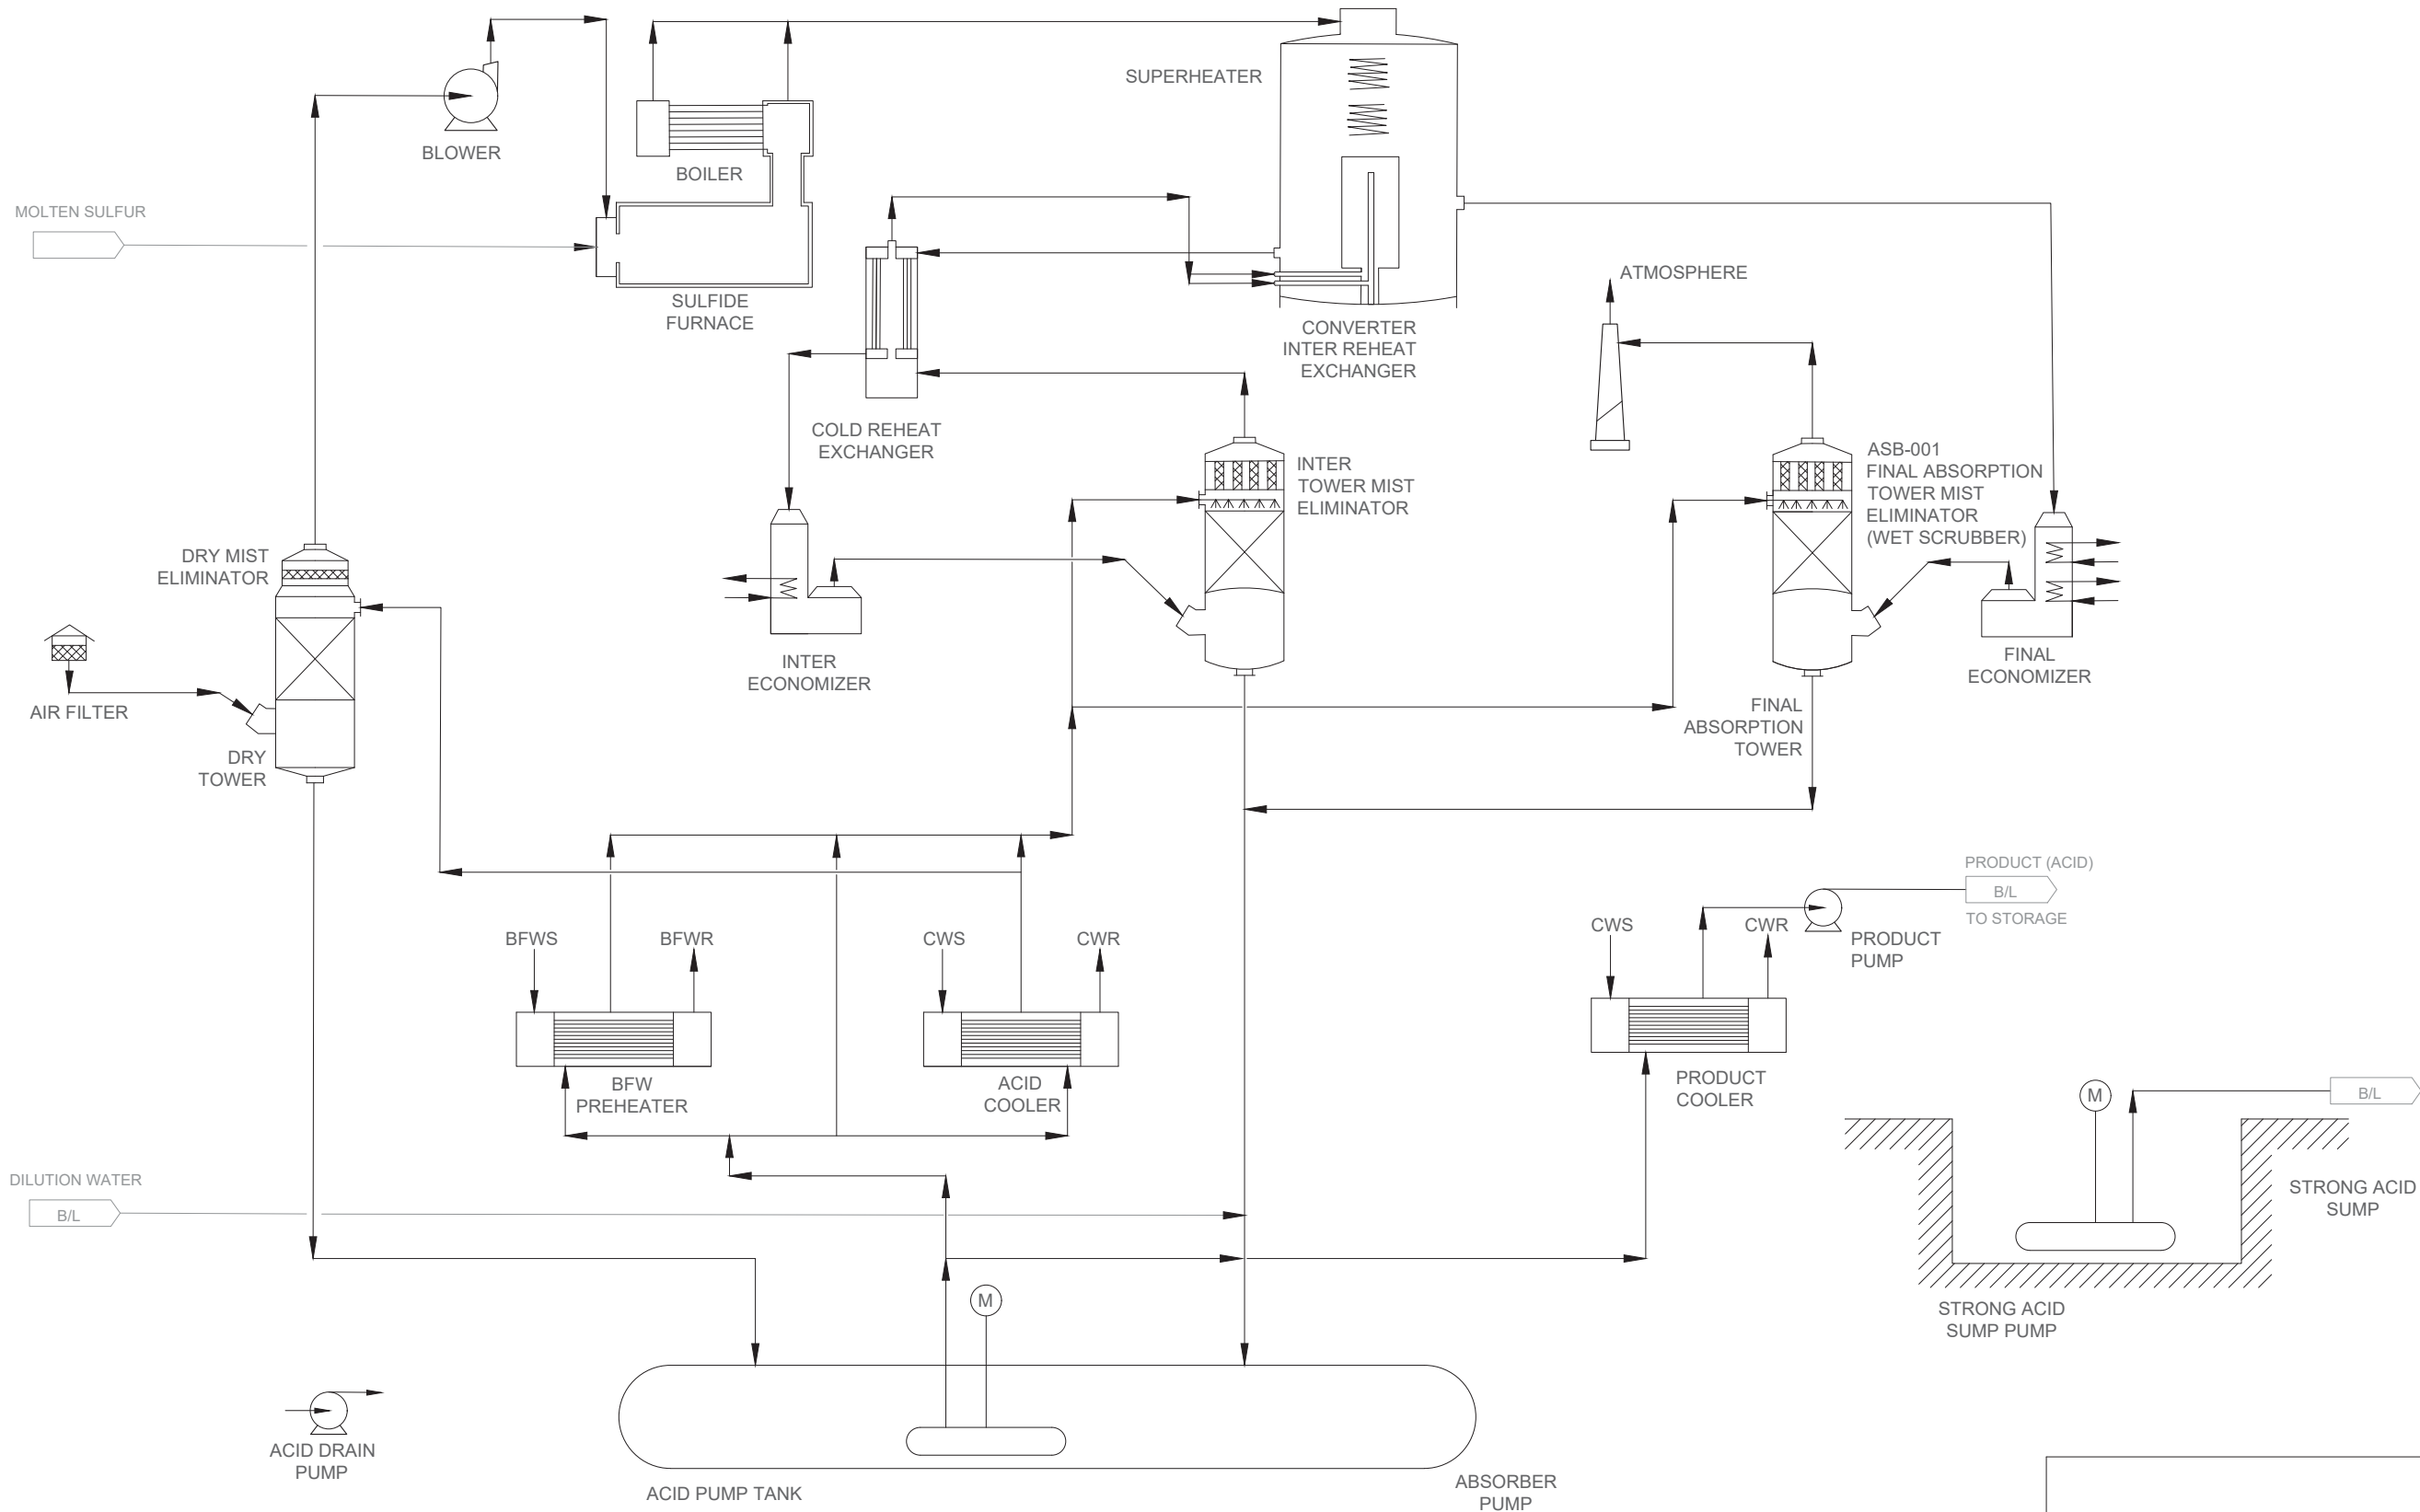 SUPERHEATER
BLOWER
BOILER
MOLTEN SULFUR
SULFIDE
FURNACE
ATMOSPHERE
CONVERTER
INTER REHEAT
EXCHANGER
COLD REHEAT
EXCHANGER
INTER
TOWER MIST
ELIMINATOR
ASB-001
FINAL ABSORPTION
TOWER MIST
ELIMINATOR
(WET SCRUBBER)
DRY MIST
ELIMINATOR
INTER
ECONOMIZER
FINAL
ECONOMIZER
AIR FILTER
DRY
TOWER
FINAL
ABSORPTION
TOWER
PRODUCT (ACID)
B/L
TO STORAGE
BFWS
BFWR
CWS
CWR
CWS
CWR
PRODUCT
PUMP
BFW
PREHEATER
ACID
COOLER
PRODUCT
COOLER
M
B/L
DILUTION WATER
B/L
STRONG ACID
SUMP
M
STRONG ACID
SUMP PUMP
ACID DRAIN
PUMP
ACID PUMP TANK
ABSORBER
PUMP